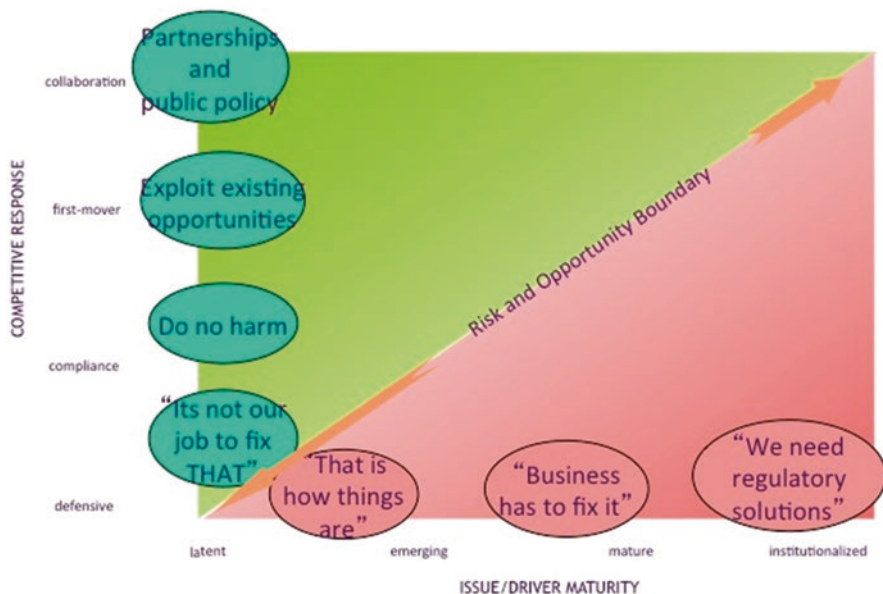 Partnerships
and
public policy
collaboration
Exploit existing
opportunities
first-mover
Do no harm
compliance
"Its not our
job to fix
THAT"
defensive
COMPETITIVE RESPONSE
Risk and Opportunity Boundary
"That is
how things
are"
"Business
has to fix it"
"We need
regulatory
solutions"
latent
emerging
mature
institutionalized
ISSUE/DRIVER MATURITY